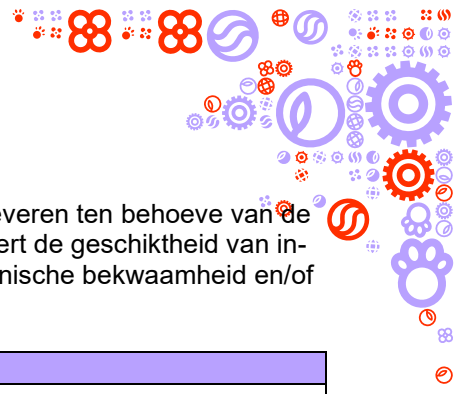 everen ten behoeve van de
ert de geschiktheid van in-
nische bekwaamheid en/of